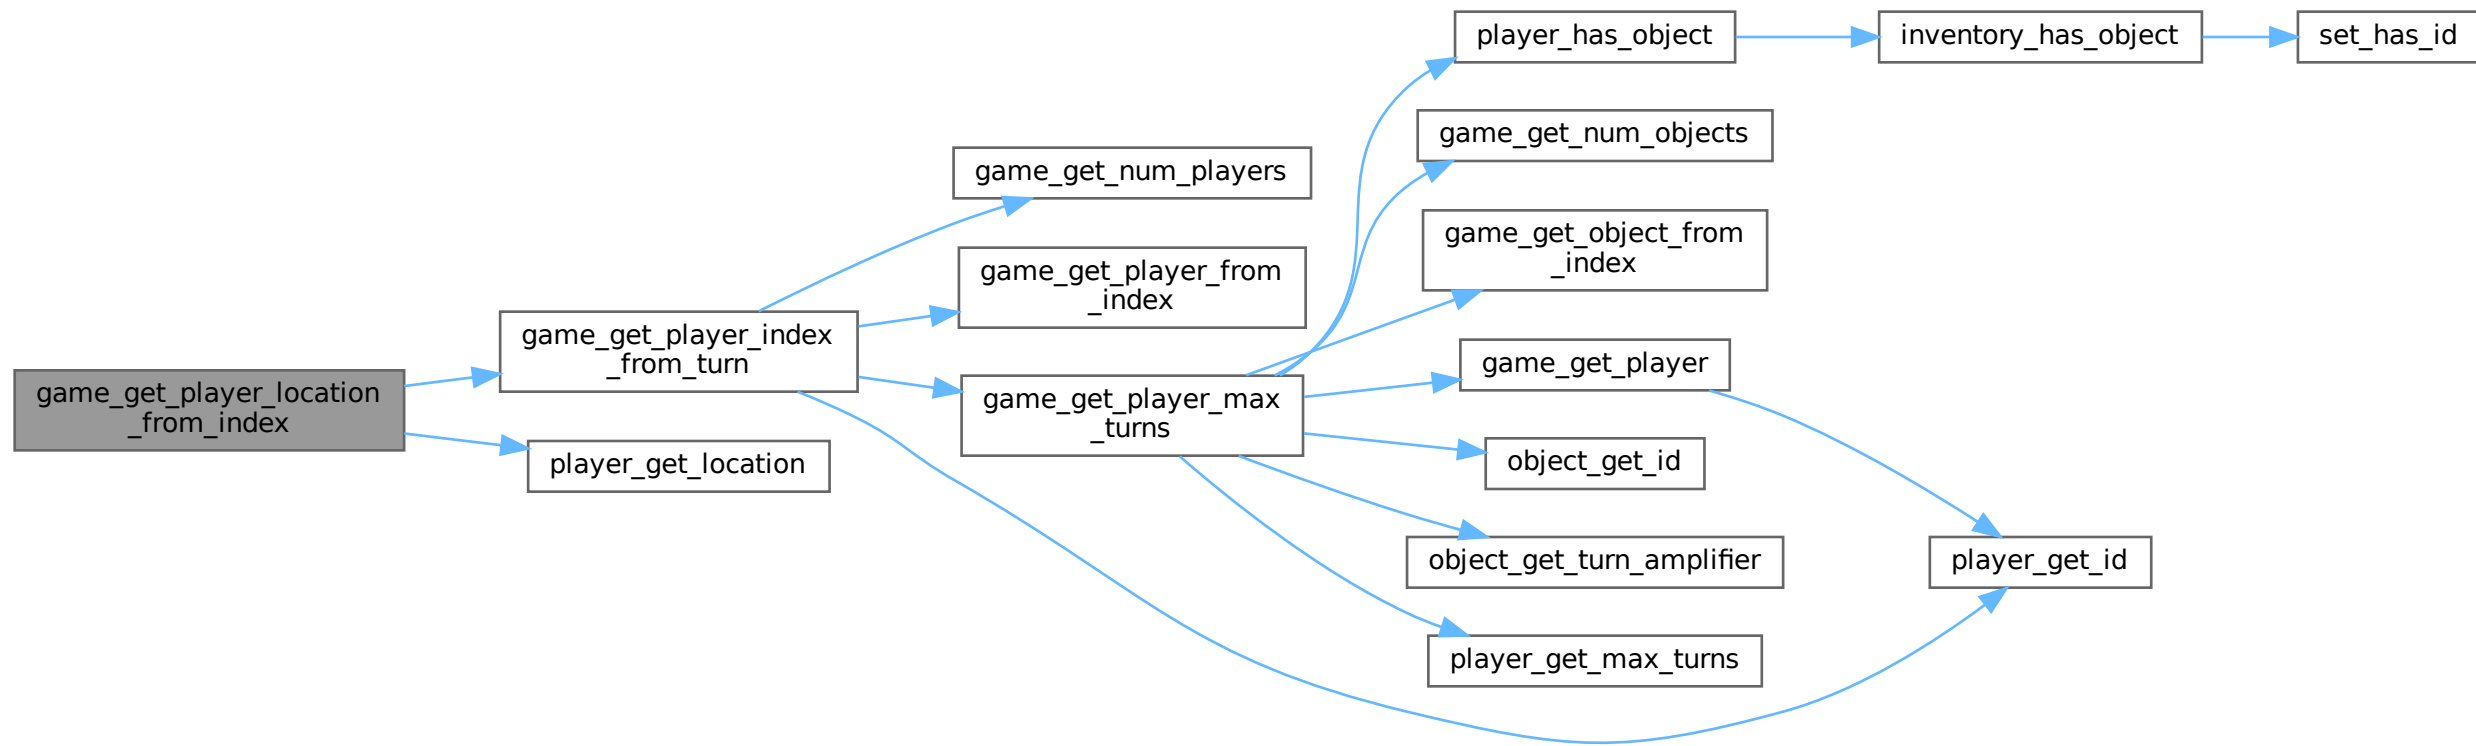 game_get_player_location
_from_index
game_get_player_index
_from_turn
player_get_location
game_get_num_players
game_get_player_from
_index
game_get_player_max
_turns
player_has_object
game_get_num_objects
game_get_object_from
_index
game_get_player
object_get_id
object_get_turn_amplifier
player_get_max_turns
inventory_has_object
player_get_id
set_has_id